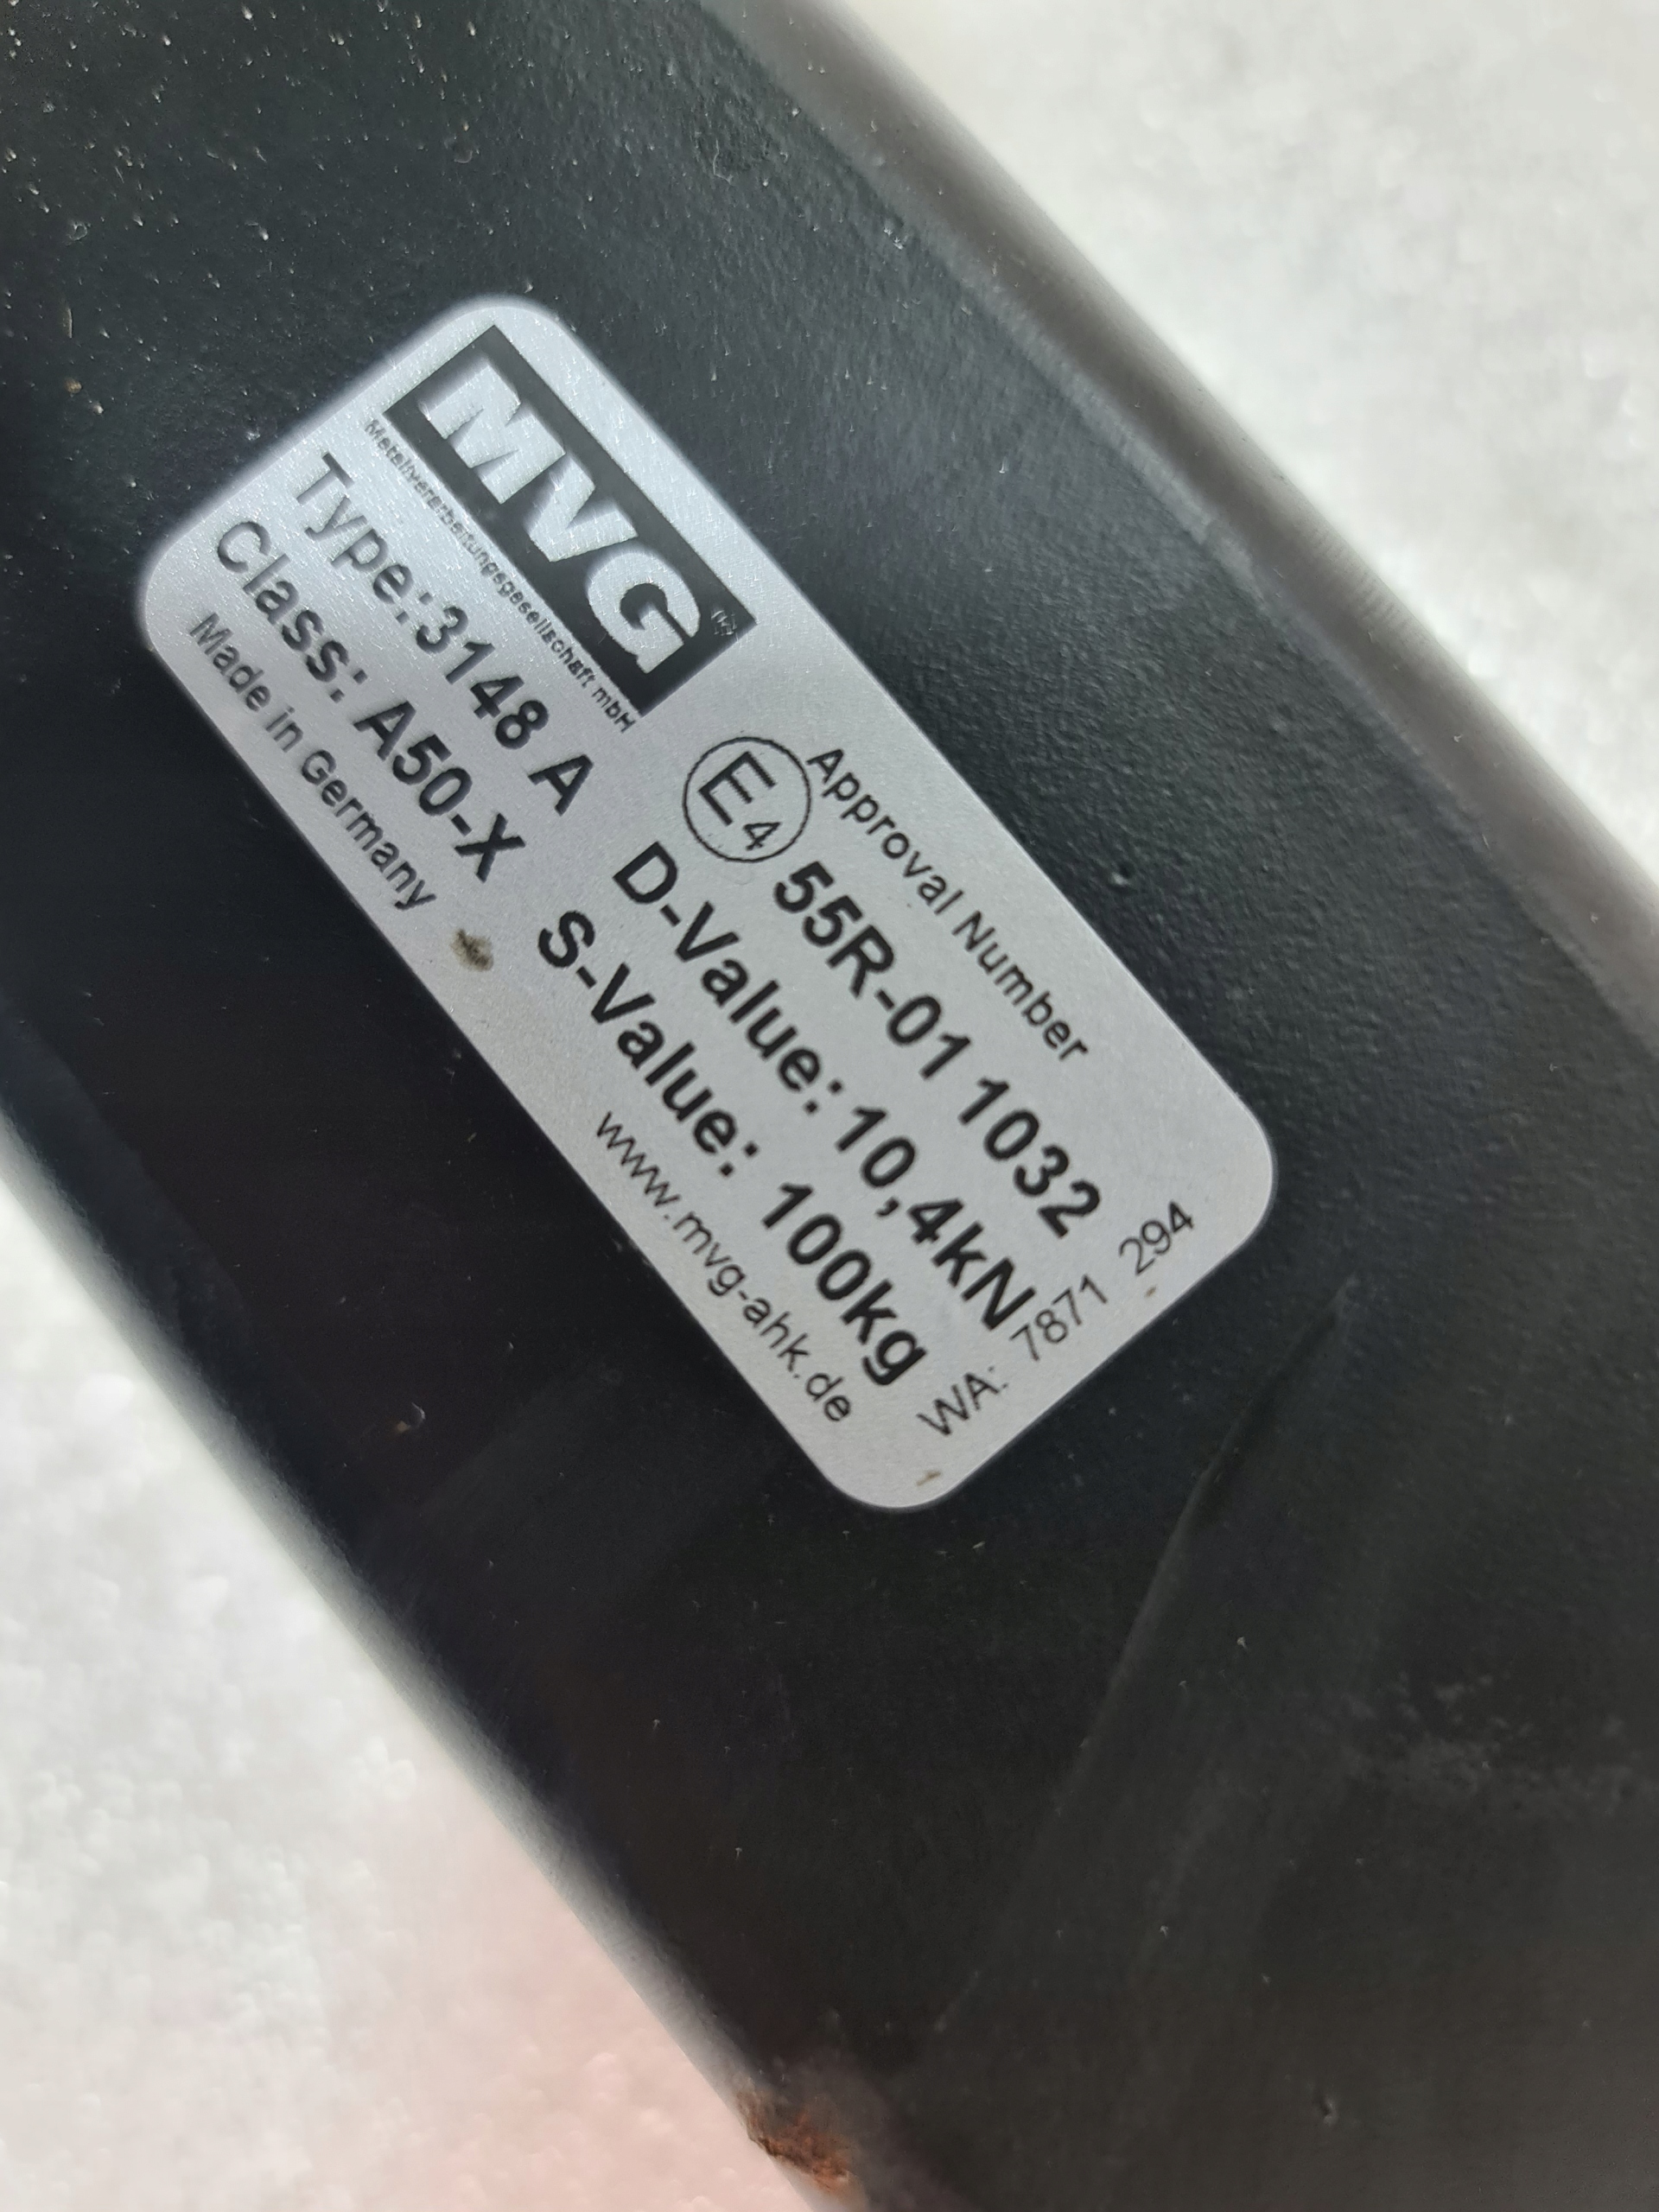 MVG®
Metallverarbeitungsgesellschaft mbH
Type: 3148 A
Class: A50-X
Made in Germany
Approval Number
E4 55R-01 1032
D-Value: 10,4kN
S-Value: 100kg
www.mvg-ahk.de
WA: 7871 294